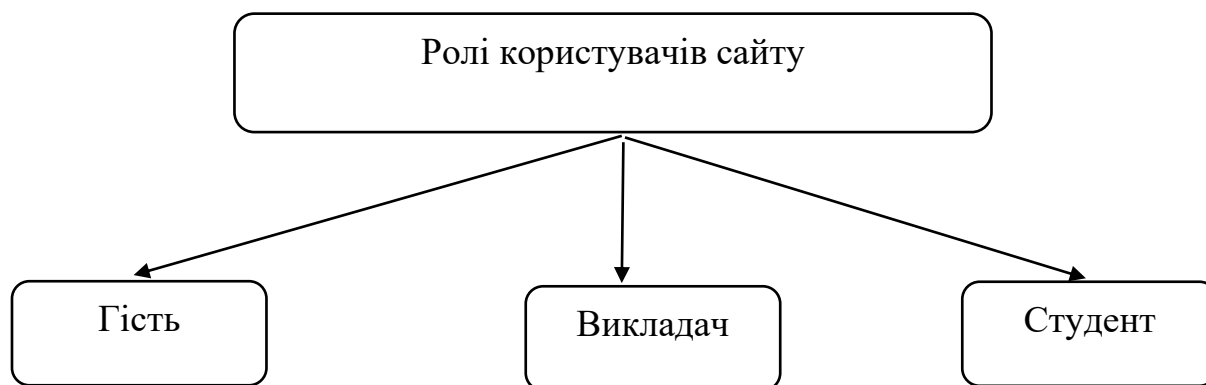 Ролі користувачів сайту
Гість
Викладач
Студент